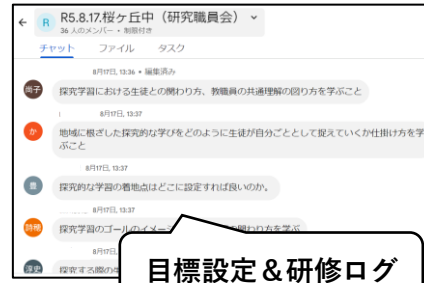 R R5.8.17.桜ヶ丘中（研究職員会）
36 人のメンバー • 制限付き
チャット ファイル タスク
8月17日, 13:36 • 編集済み
尚子 探究学習における生徒との関わり方、教職員の共通理解の図り方を学ぶこと
8月17日, 13:37
か 地域に根ざした探究的な学びをどのように生徒が自分ごととして捉えていくか仕掛け方を学
ぶこと
8月17日, 13:37
豊 探究的な学習の着地点はどこに設定すれば良いのか。
8月17日, 13:37
詩穂 探究学習のゴールのイメー 関わり方を学ぶ
8月17日,
探究する際の
目標設定＆研修ログ